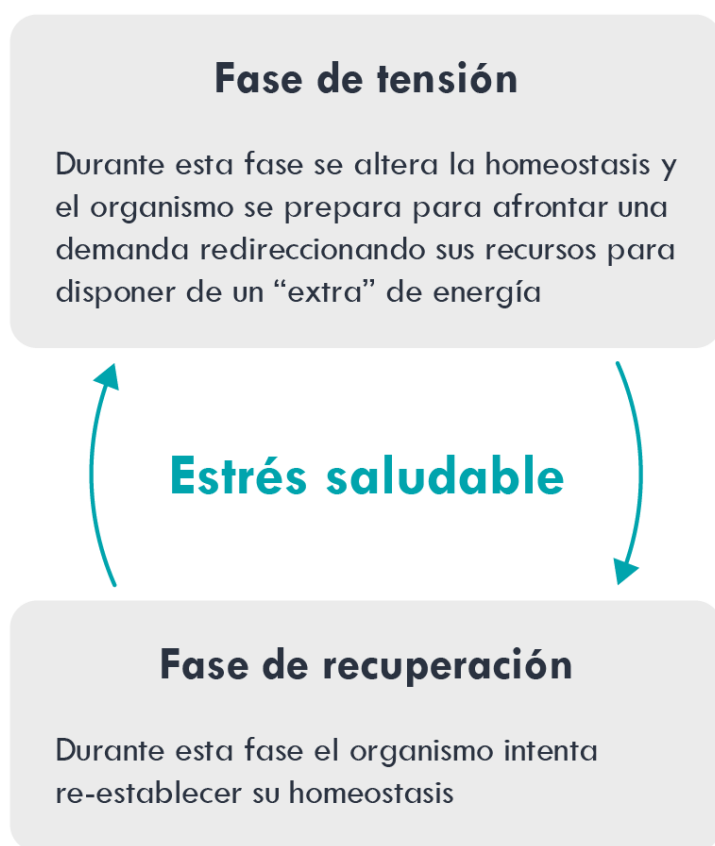 Fase de tensión
Durante esta fase se altera la homeostasis y
el organismo se prepara para afrontar una
demanda redireccionando sus recursos para
disponer de un “extra” de energía
Estrés saludable
Fase de recuperación
Durante esta fase el organismo intenta
re-establecer su homeostasis